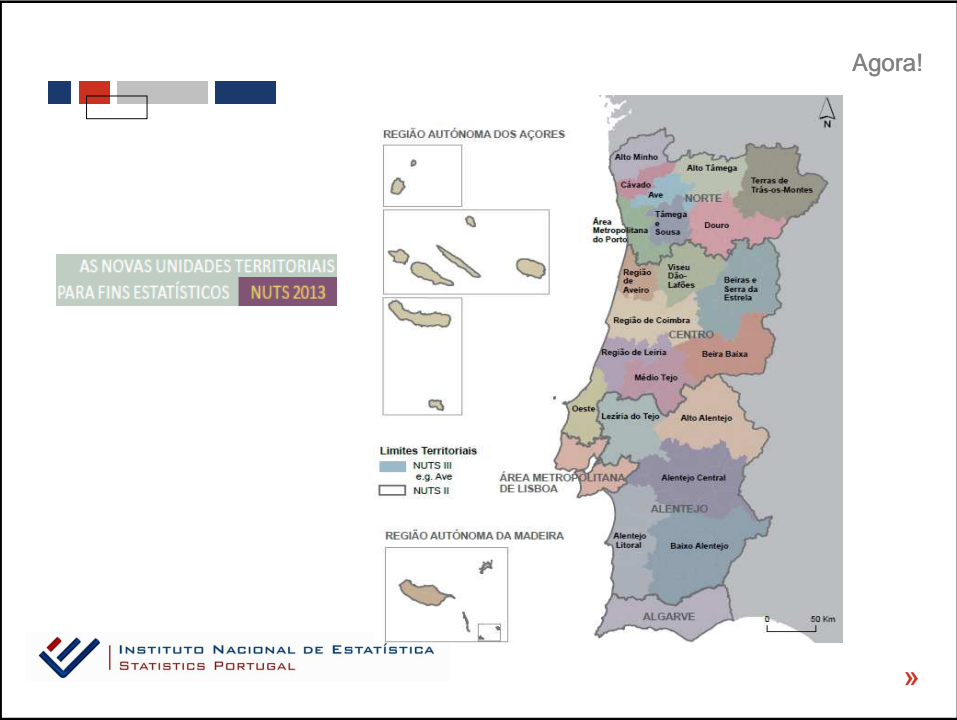 Agora!
REGIÃO AUTÓNOMA DOS AÇORES
AS NOVAS UNIDADES TERRITORIAIS
PARA FINS ESTATÍSTICOS NUTS 2013
N
Alto Minho
Alto Tâmega
Terras de
Trás-os-Montes
Cávado
Ave
NORTE
Área
Metropolitana
do Porto
Tâmega
e
Sousa
Douro
Região
de
Aveiro
Viseu
Dão-
Lafões
Beiras e
Serra da
Estrela
Região de Coimbra
CENTRO
Região de Leiria
Beira Baixa
Médio Tejo
Oeste
Lezíria do Tejo
Alto Alentejo
Limites Territoriais
NUTS III
e.g. Ave
NUTS II
ÁREA METROPOLITANA
DE LISBOA
Alentejo Central
ALENTEJO
Alentejo
Litoral
Baixo Alentejo
REGIÃO AUTÓNOMA DA MADEIRA
ALGARVE
0 50 Km
INSTITUTO NACIONAL DE ESTATÍSTICA
STATISTICS PORTUGAL
»